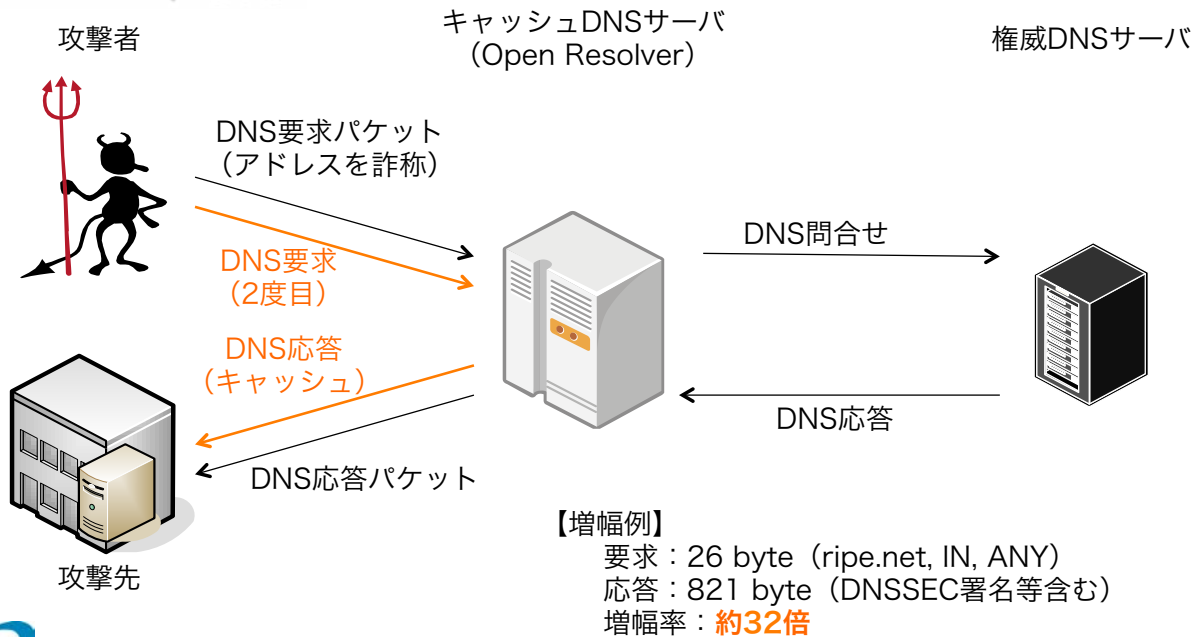 攻撃者
キャッシュDNSサーバ
（Open Resolver）
権威DNSサーバ
DNS要求パケット
（アドレスを詐称）
DNS要求
（2度目）
DNS問合せ
DNS応答
（キャッシュ）
DNS応答
DNS応答パケット
攻撃先
【増幅例】
要求：26 byte（ripe.net, IN, ANY）
応答：821 byte（DNSSEC署名等含む）
増幅率：約32倍